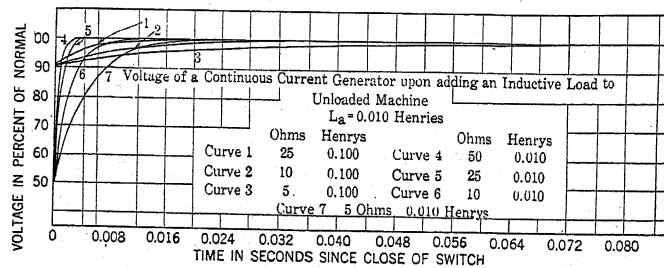 VOLTAGE IN PERCENT OF NORMAL
00
90
80
70
60
50
4 5 1 2
6 7 3
Voltage of a Continuous Current Generator upon adding an Inductive Load to
Unloaded Machine
La=0.010 Henries
Ohms Henrys Ohms Henrys
Curve 1 25 0.100 Curve 4 50 0.010
Curve 2 10 0.100 Curve 5 25 0.010
Curve 3 5. 0.100 Curve 6 10 0.010
Curve 7 5 Ohms 0.010 Henrys
0 0.008 0.016 0.024 0.032 0.040 0.048 0.056 0.064 0.072 0.080
TIME IN SECONDS SINCE CLOSE OF SWITCH